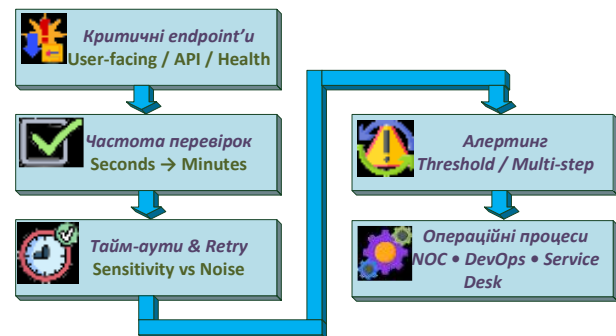 Критичні endpoint'и
User-facing / API / Health
Частота перевірок
Seconds → Minutes
Тайм-аути & Retry
Sensitivity vs Noise
Алертинг
Threshold / Multi-step
Операційні процеси
NOC • DevOps • Service
Desk